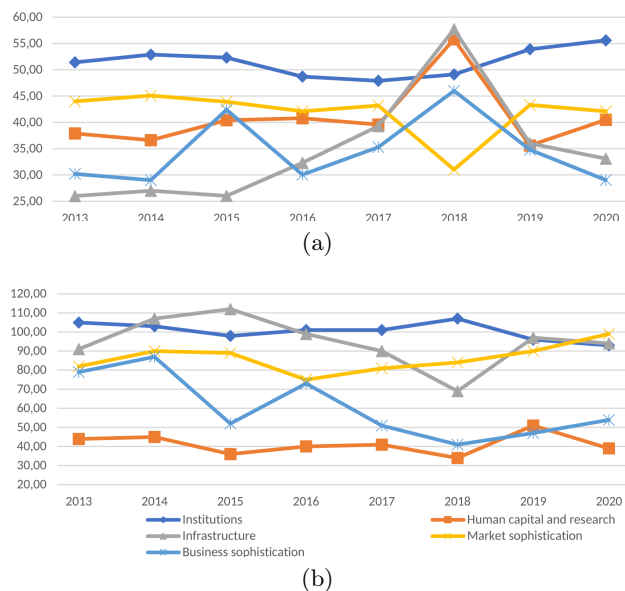 60,00
55,00
50,00
45,00
40,00
35,00
30,00
25,00
2013 2014 2015 2016 2017 2018 2019 2020
(a)
120,00
110,00
100,00
90,00
80,00
70,00
60,00
50,00
40,00
30,00
20,00
2013 2014 2015 2016 2017 2018 2019 2020
Institutions Human capital and research
Infrastructure Market sophistication
Business sophistication
(b)